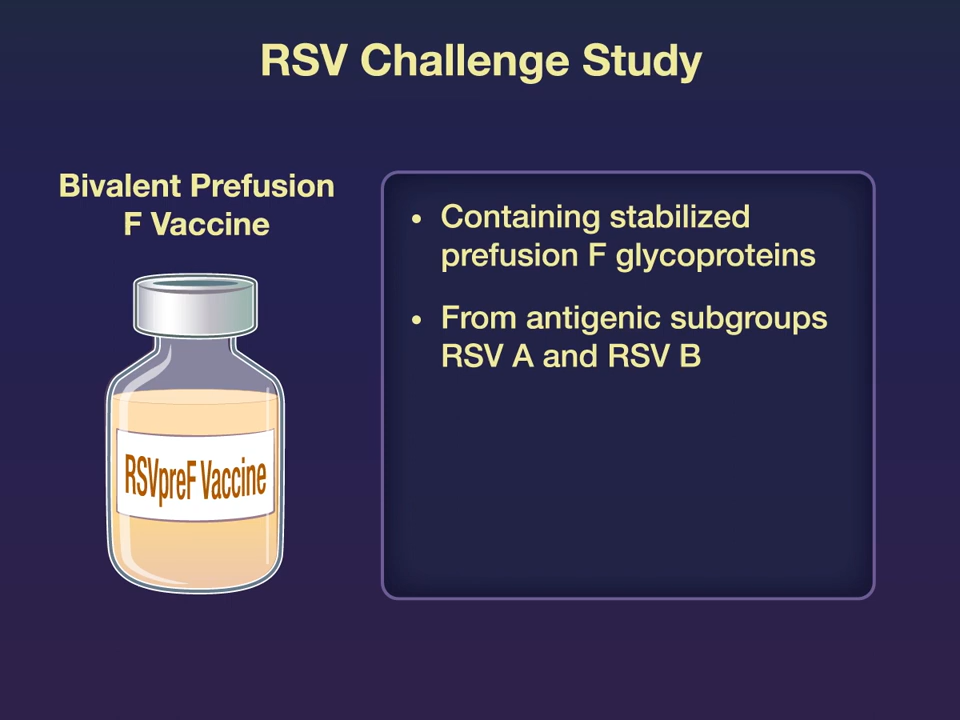 RSV Challenge Study
Bivalent Prefusion
F Vaccine
RSVpreF Vaccine
• Containing stabilized
prefusion F glycoproteins
• From antigenic subgroups
RSV A and RSV B